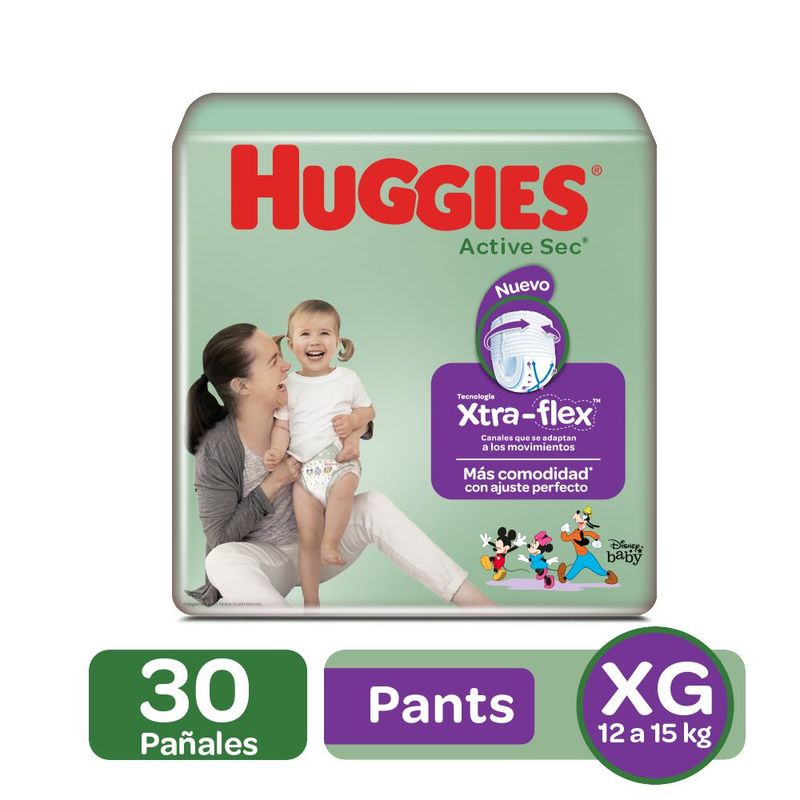 HUGGIES®
Active Sec®
Nuevo
Tecnología
Xtra-flex™
Canales que se adaptan
a los movimientos
Más comodidad*
con ajuste perfecto
Disney
baby
30
Pañales
Pants
XG
12 a 15 kg